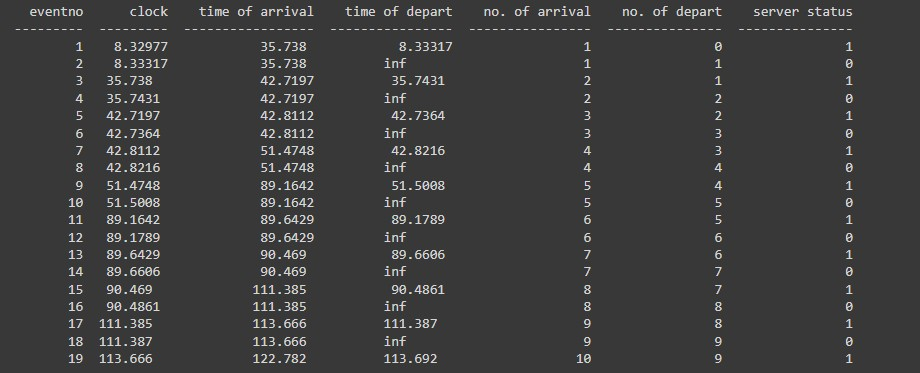 eventno clock time of arrival time of depart no. of arrival no. of depart server status
--------- --------- ----------------- ---------------- ---------------- --------------- ---------------
1 8.32977 35.738 8.33317 1 0 1
2 8.33317 35.738 inf 1 1 0
3 35.738 42.7197 35.7431 2 1 1
4 35.7431 42.7197 inf 2 2 0
5 42.7197 42.8112 42.7364 3 2 1
6 42.7364 42.8112 inf 3 3 0
7 42.8112 51.4748 42.8216 4 3 1
8 42.8216 51.4748 inf 4 4 0
9 51.4748 89.1642 51.5008 5 4 1
10 51.5008 89.1642 inf 5 5 0
11 89.1642 89.6429 89.1789 6 5 1
12 89.1789 89.6429 inf 6 6 0
13 89.6429 90.469 89.6606 7 6 1
14 89.6606 90.469 inf 7 7 0
15 90.469 111.385 90.4861 8 7 1
16 90.4861 111.385 inf 8 8 0
17 111.385 113.666 111.387 9 8 1
18 111.387 113.666 inf 9 9 0
19 113.666 122.782 113.692 10 9 1